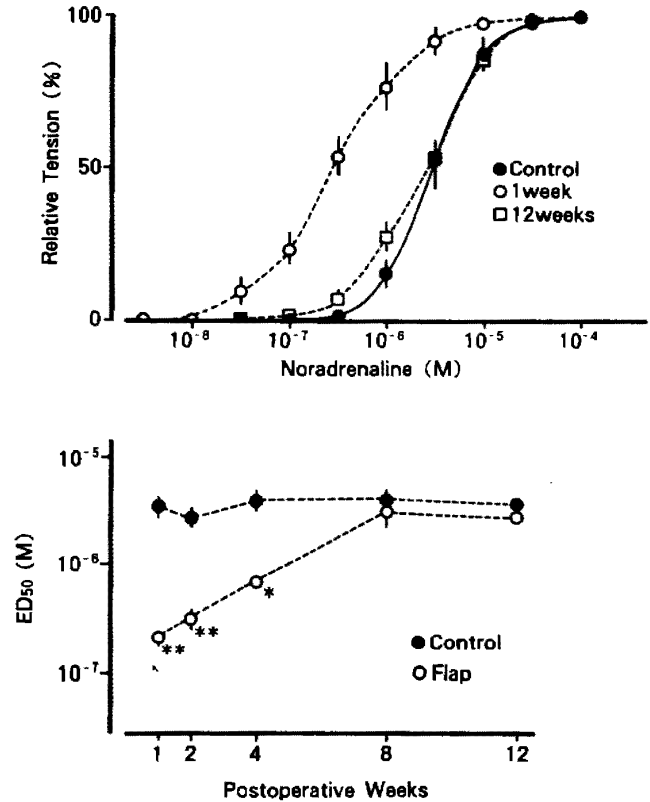 100
50
0
Relative Tension (%)
Control
1week
12weeks
10⁻⁸ 10⁻⁷ 10⁻⁶ 10⁻⁵ 10⁻⁴
Noradrenaline (M)
10⁻⁵
10⁻⁶
10⁻⁷
ED₅₀ (M)
**
**
*
Control
Flap
1 2 4 8 12
Postoperative Weeks